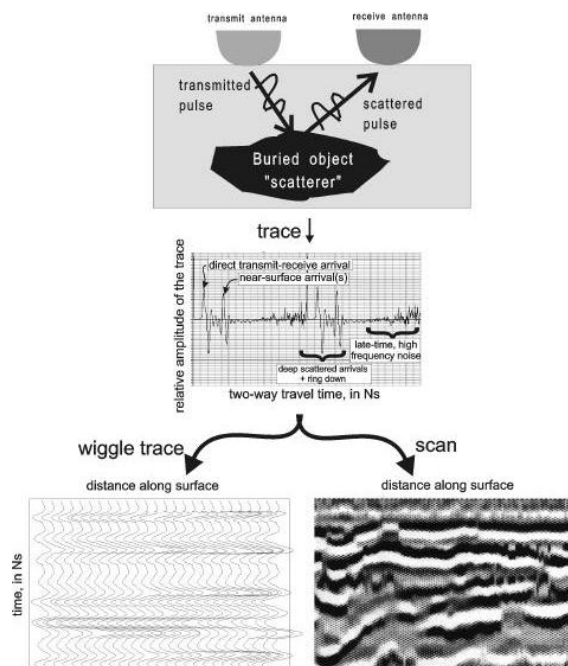 transmit antenna
receive antenna
transmitted
pulse
scattered
pulse
Buried object
"scatterer"
trace
relative amplitude of the trace
direct transmit-receive arrival
near-surface arrival(s)
late-time, high
frequency noise
deep scattered arrivals
+ ring down
two-way travel time, in Ns
wiggle trace
scan
distance along surface
distance along surface
time, in Ns